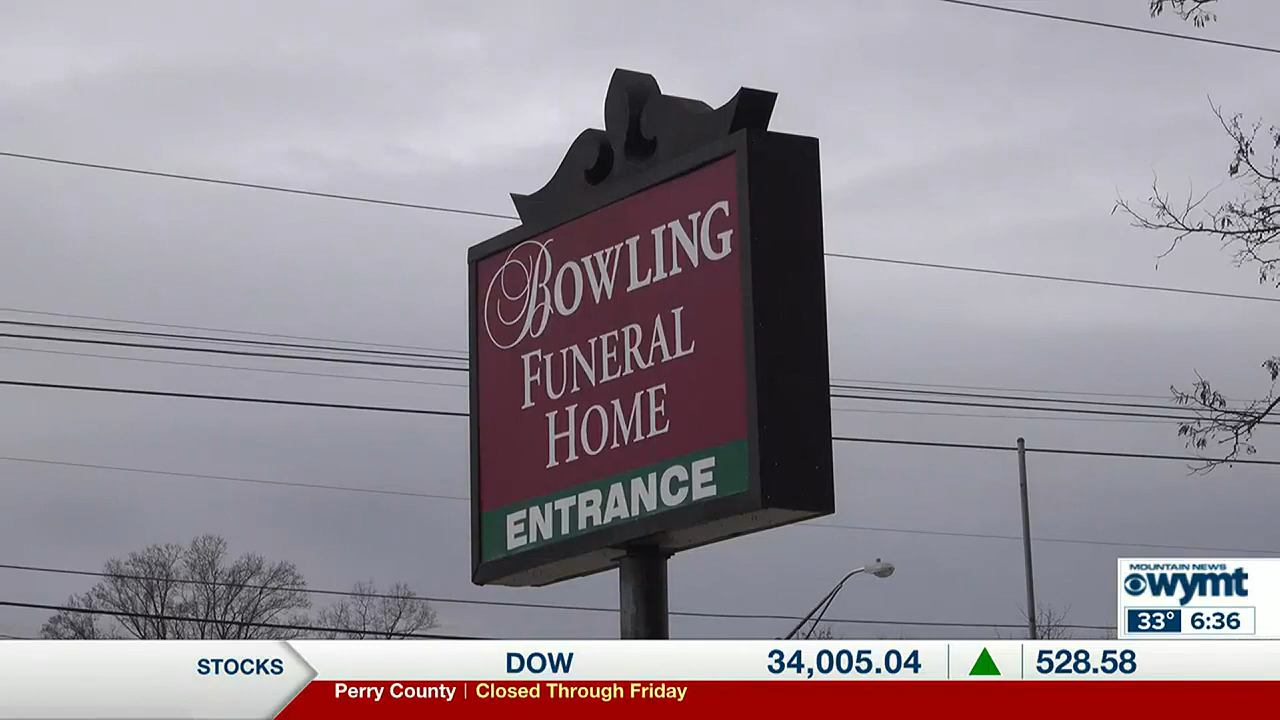 BOWLING
FUNERAL
HOME
ENTRANCE
MOUNTAIN NEWS
wymt
33° 6:36
STOCKS DOW 34,005.04 528.58
Perry County | Closed Through Friday